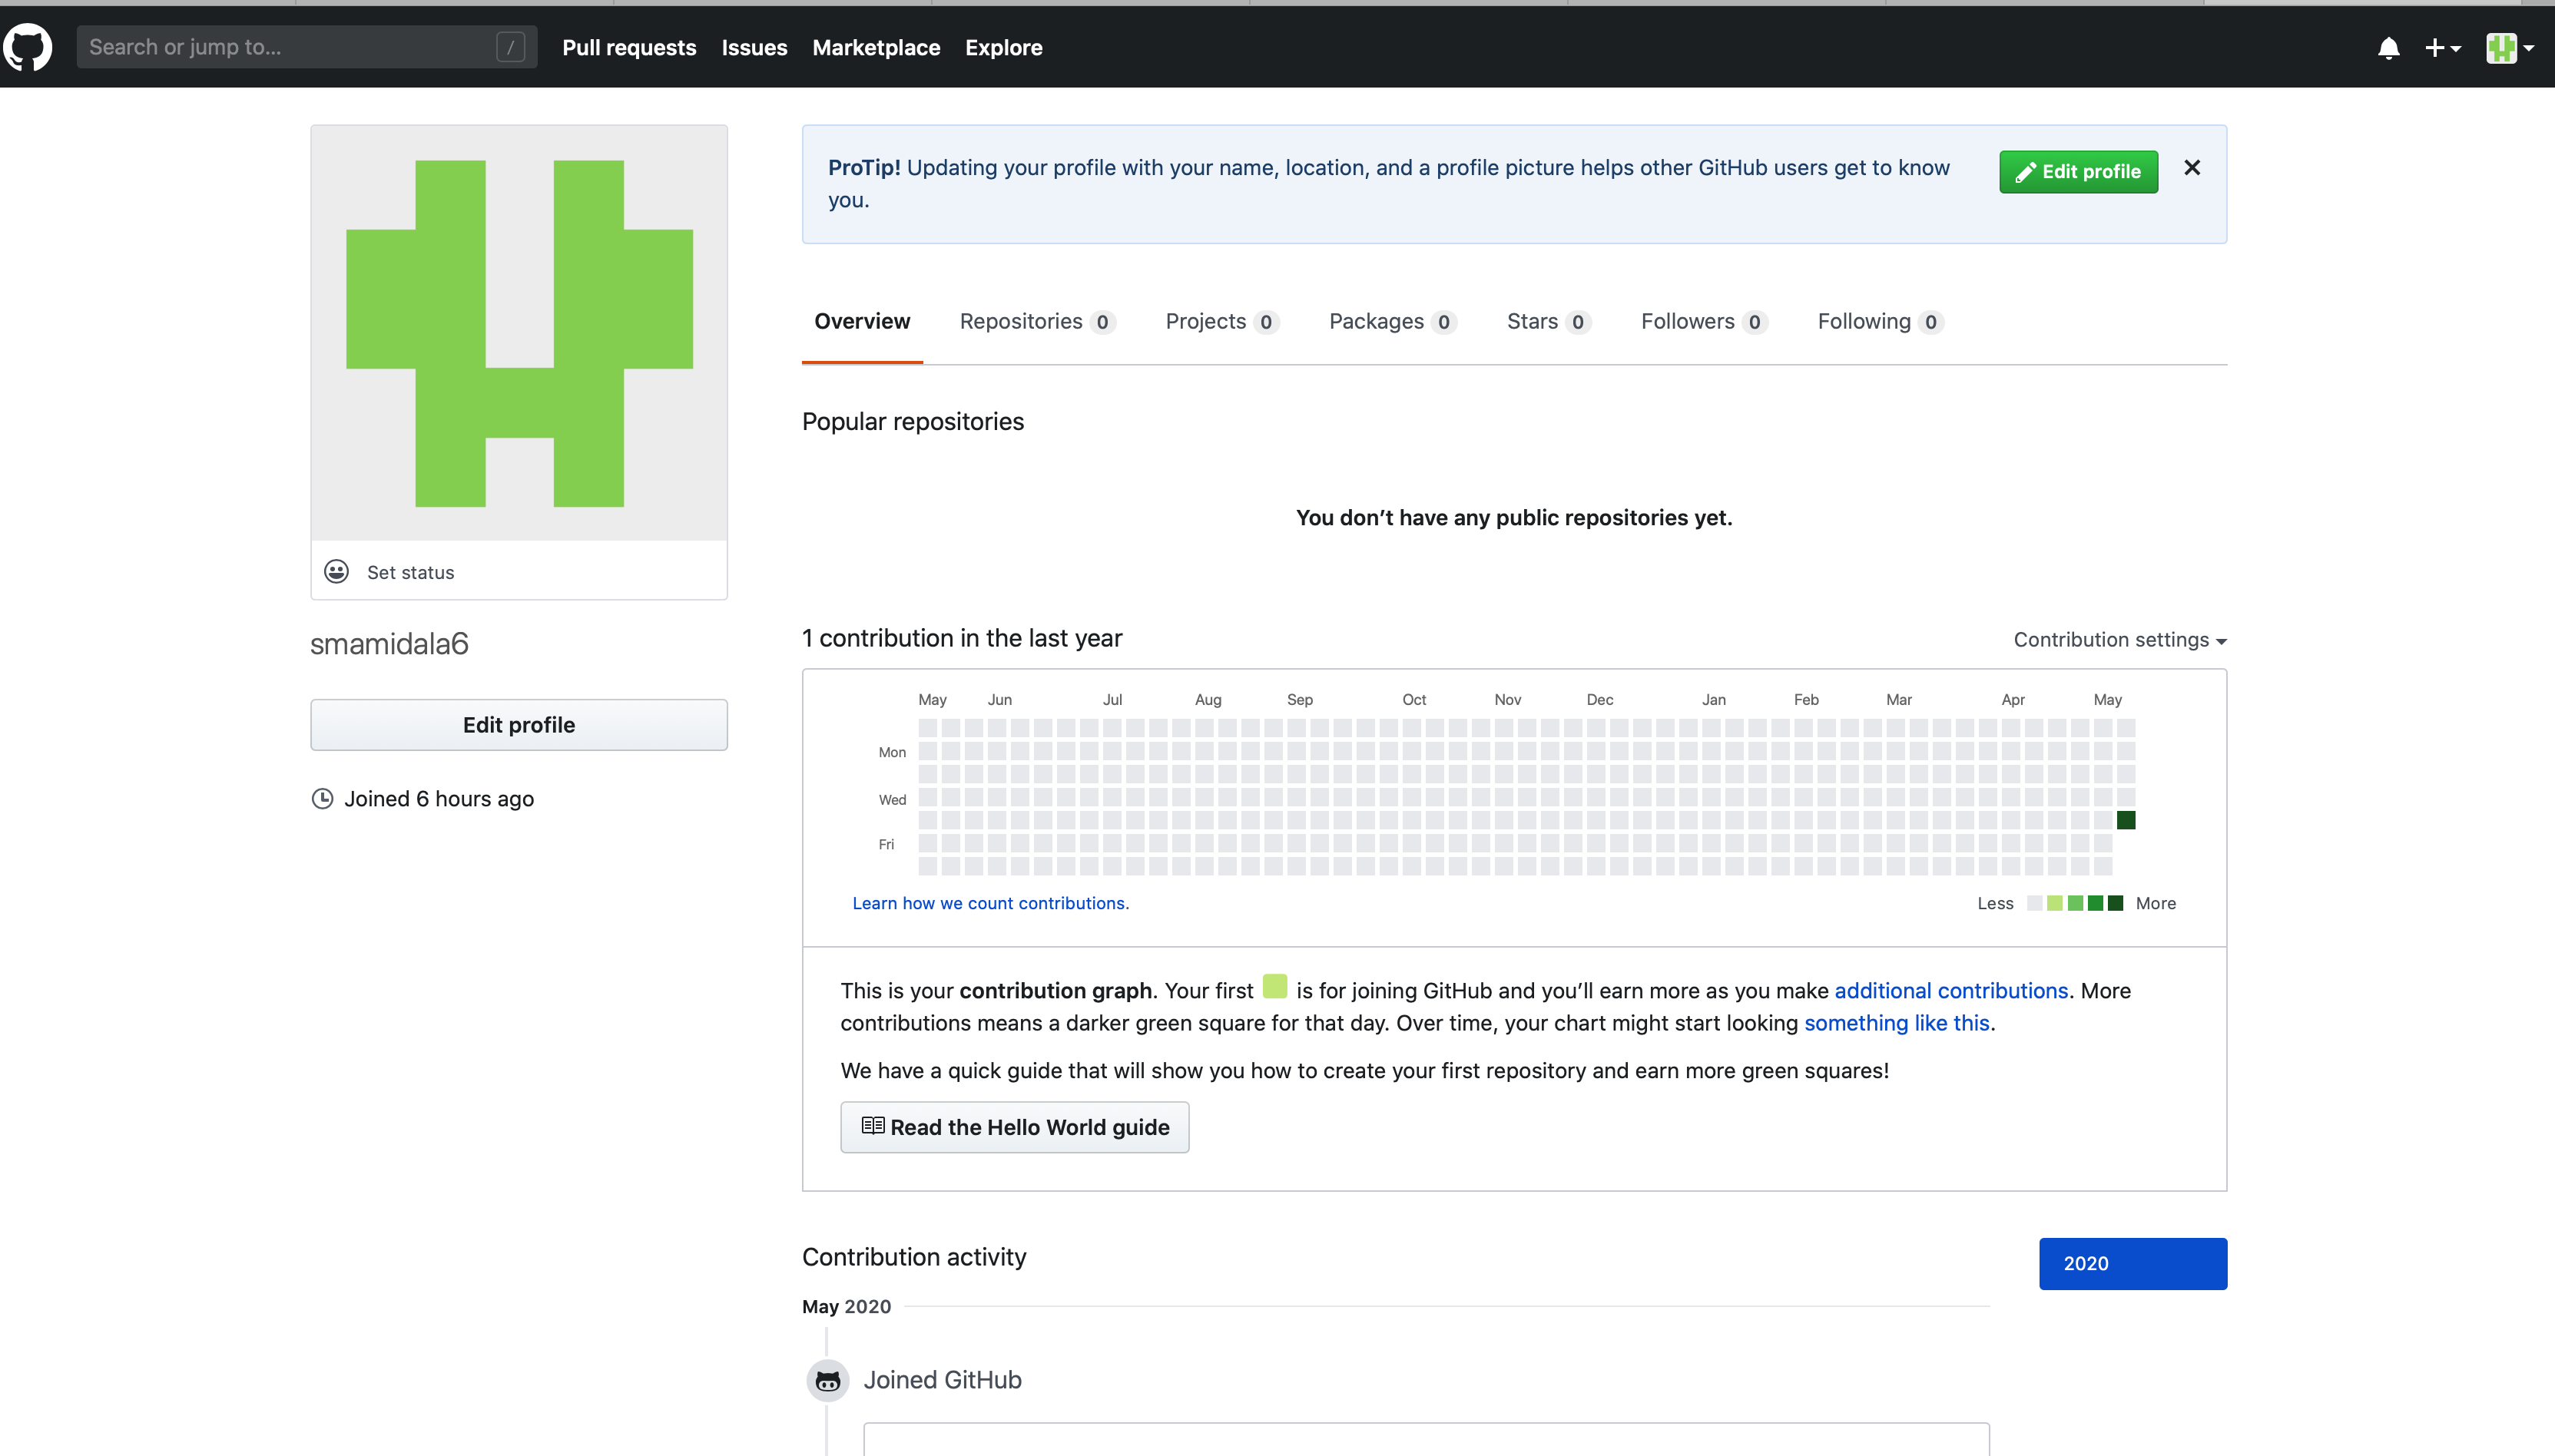 Search or jump to... / Pull requests Issues Marketplace Explore
ProTip! Updating your profile with your name, location, and a profile picture helps other GitHub users get to know
you.
Edit profile
Overview Repositories 0 Projects 0 Packages 0 Stars 0 Followers 0 Following 0
Popular repositories
You don’t have any public repositories yet.
Set status
smamidala6
Edit profile
Joined 6 hours ago
1 contribution in the last year
Contribution settings
May Jun Jul Aug Sep Oct Nov Dec Jan Feb Mar Apr May
Mon
Wed
Fri
Learn how we count contributions.
Less More
This is your contribution graph. Your first is for joining GitHub and you’ll earn more as you make additional contributions. More
contributions means a darker green square for that day. Over time, your chart might start looking something like this.
We have a quick guide that will show you how to create your first repository and earn more green squares!
Read the Hello World guide
Contribution activity
2020
May 2020
Joined GitHub